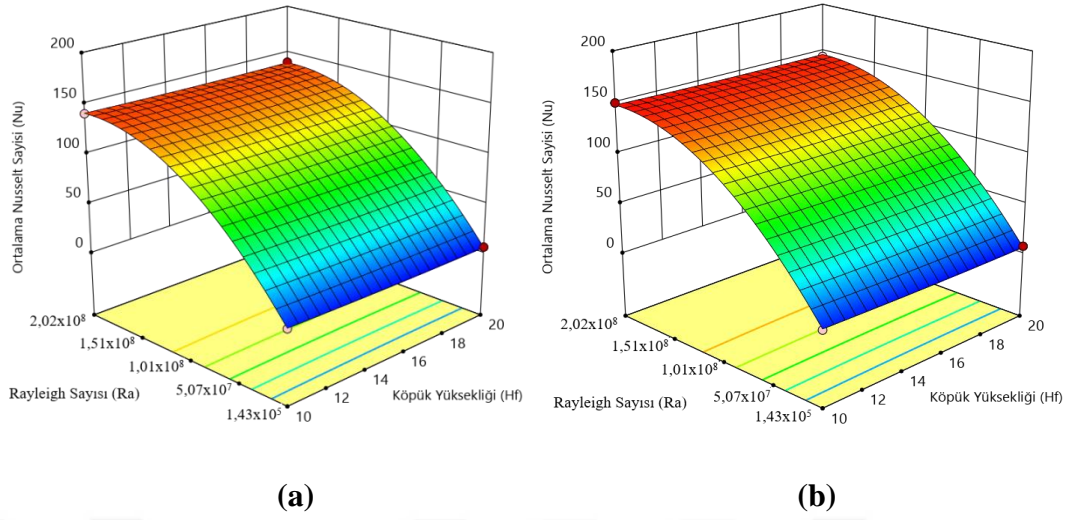 200
150
100
50
0
Ortalama Nusselt Sayisi (Nu)
2,02x10⁸
1,51x10⁸
1,01x10⁸
5,07x10⁷
1,43x10⁵
Rayleigh Sayısı (Ra)
10
12
14
16
18
20
Köpük Yüksekliği (Hf)
(a)
200
150
100
50
0
Ortalama Nusselt Sayisi (Nu)
2,02x10⁸
1,51x10⁸
1,01x10⁸
5,07x10⁷
1,43x10⁵
Rayleigh Sayısı (Ra)
10
12
14
16
18
20
Köpük Yüksekliği (Hf)
(b)